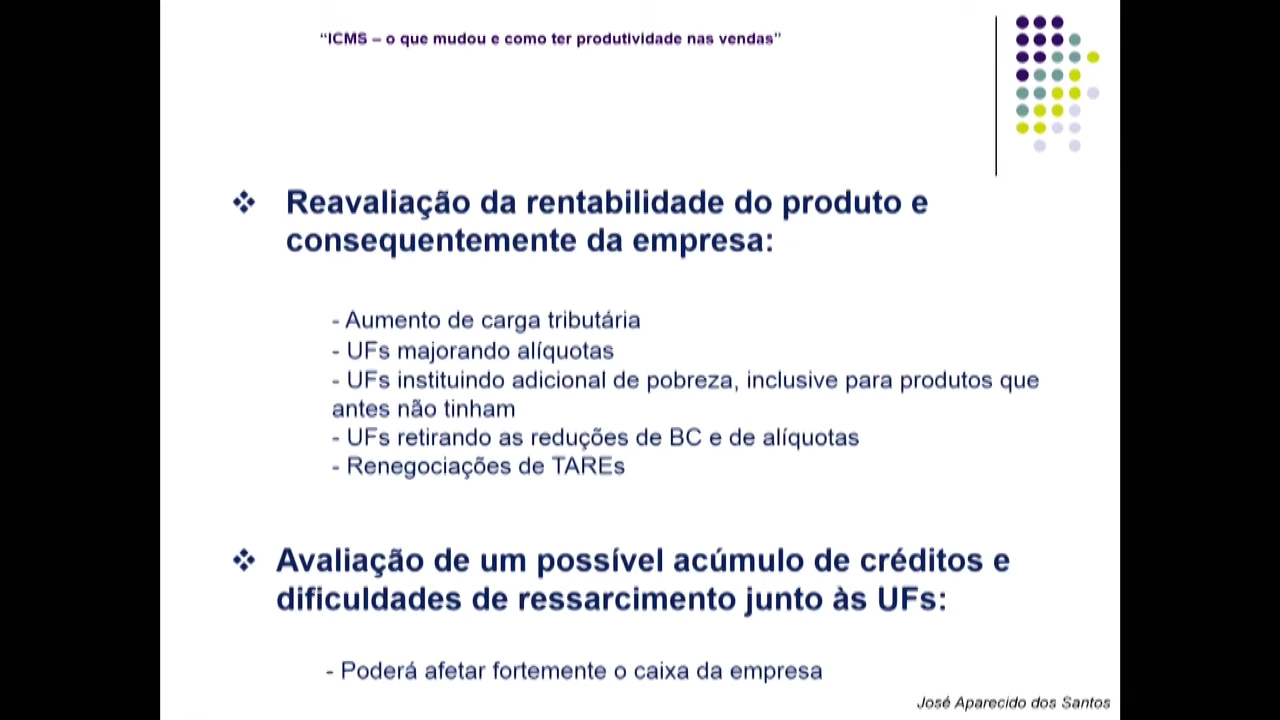 “ICMS – o que mudou e como ter produtividade nas vendas”
Reavaliação da rentabilidade do produto e
consequentemente da empresa:
- Aumento de carga tributária
- UFs majorando alíquotas
- UFs instituindo adicional de pobreza, inclusive para produtos que
antes não tinham
- UFs retirando as reduções de BC e de alíquotas
- Renegociações de TAREs
Avaliação de um possível acúmulo de créditos e
dificuldades de ressarcimento junto às UFs:
- Poderá afetar fortemente o caixa da empresa
José Aparecido dos Santos